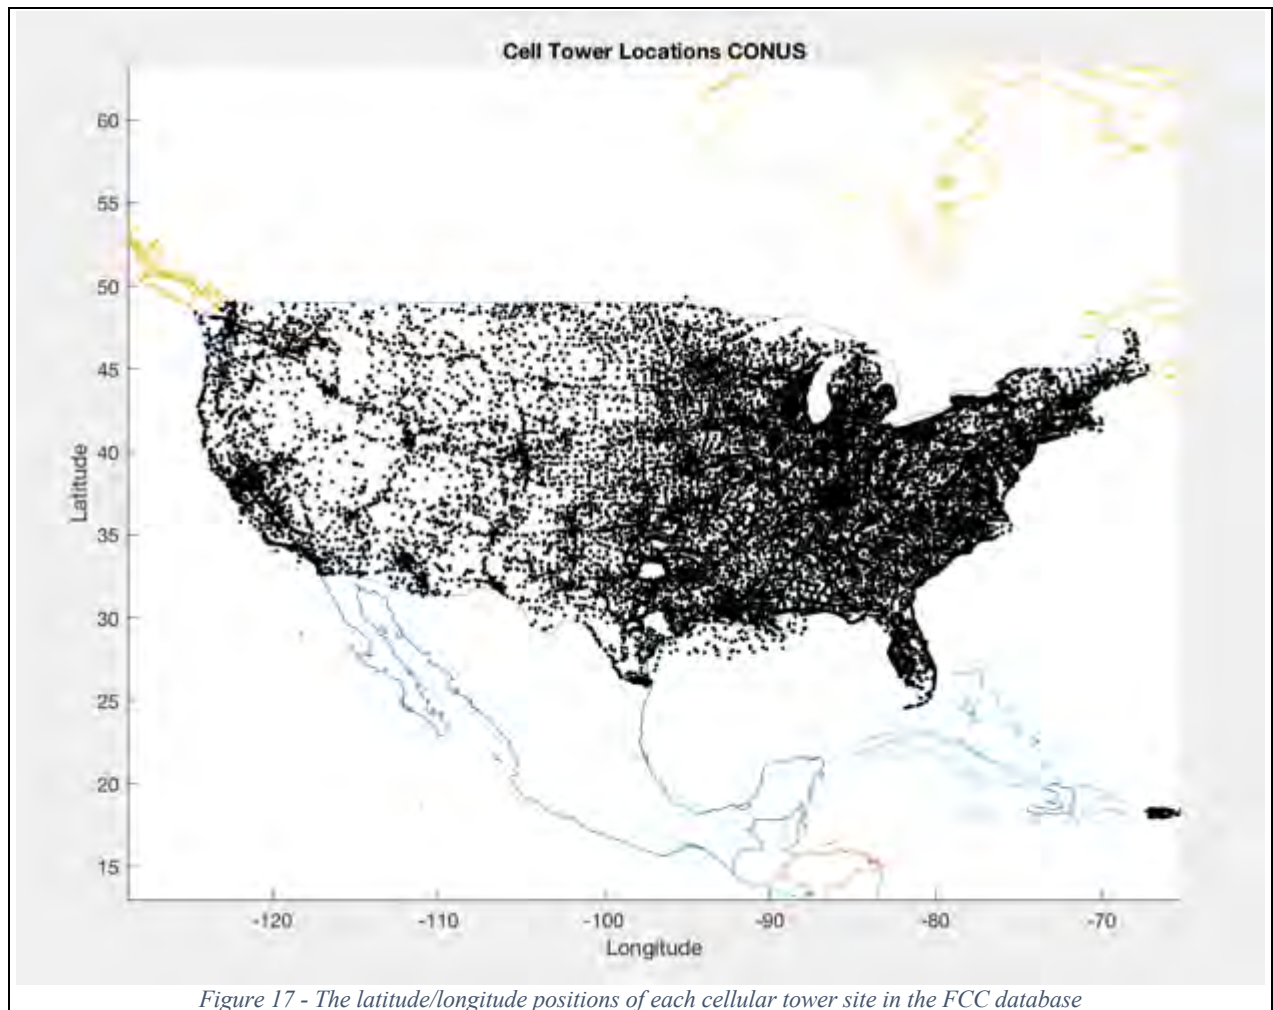 Cell Tower Locations CONUS
60
55
50
45
40
35
30
25
20
15
Latitude
-120 -110 -100 -90 -80 -70
Longitude
Figure 17 - The latitude/longitude positions of each cellular tower site in the FCC database